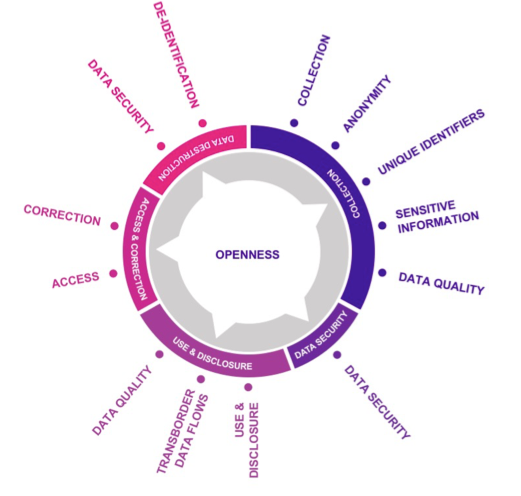 DE-IDENTIFICATION
DATA SECURITY
CORRECTION
ACCESS
DATA QUALITY
TRANSBORDER
DATA FLOWS
USE &
DISCLOSURE
DATA SECURITY
DATA QUALITY
SENSITIVE
INFORMATION
UNIQUE IDENTIFIERS
ANONYMITY
COLLECTION
DATA DESTRUCTION
COLLECTION
DATA SECURITY
USE & DISCLOSURE
ACCESS & CORRECTION
OPENNESS